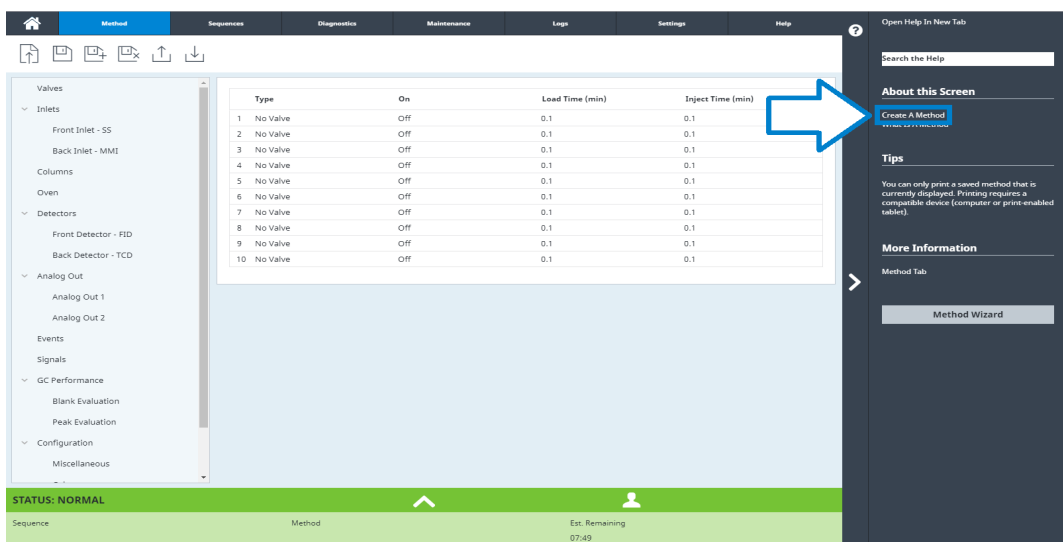 Method Sequences Diagnostics Maintenance Logs Settings Help
?
Open Help In New Tab
Search the Help
Valves
Inlets
Front Inlet - SS
Back Inlet - MMI
Columns
Oven
Detectors
Front Detector - FID
Back Detector - TCD
Analog Out
Analog Out 1
Analog Out 2
Events
Signals
GC Performance
Blank Evaluation
Peak Evaluation
Configuration
Miscellaneous
Type On Load Time (min) Inject Time (min)
1 No Valve Off 0.1 0.1
2 No Valve Off 0.1 0.1
3 No Valve Off 0.1 0.1
4 No Valve Off 0.1 0.1
5 No Valve Off 0.1 0.1
6 No Valve Off 0.1 0.1
7 No Valve Off 0.1 0.1
8 No Valve Off 0.1 0.1
9 No Valve Off 0.1 0.1
10 No Valve Off 0.1 0.1
About this Screen
Create A Method
What Is A Method
Tips
You can only print a saved method that is
currently displayed. Printing requires a
compatible device (computer or print-enabled
tablet).
More Information
Method Tab
Method Wizard
STATUS: NORMAL
Sequence Method Est. Remaining
07:49